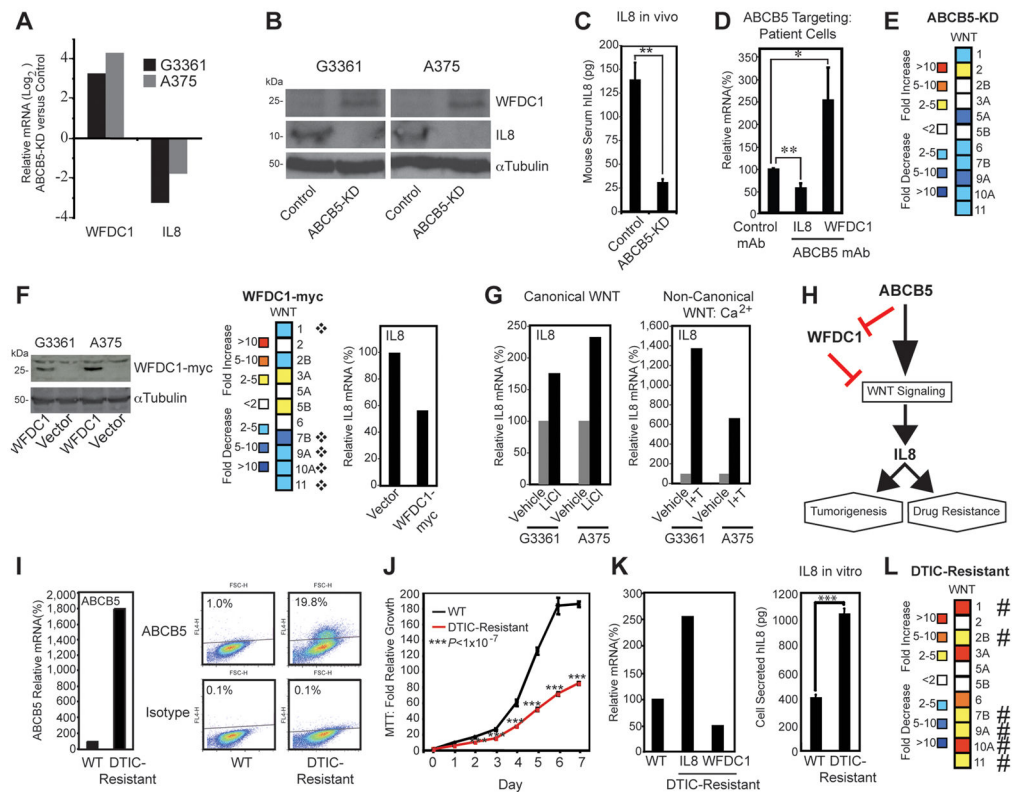 A
Relative mRNA (Log2)
ABCB5-KD versus Control
4
2
0
-2
-4
G3361
A375
WFDC1
IL8
B
G3361
A375
kDa
25-
WFDC1
10-
IL8
50-
αTubulin
Control
ABCB5-KD
Control
ABCB5-KD
C
IL8 in vivo
Mouse Serum hIL8 (pg)
200
175
150
125
100
75
50
25
0
**
Control
ABCB5-KD
D
ABCB5 Targeting:
Patient Cells
Relative mRNA(%)
350
300
250
200
150
100
50
0
*
**
Control
mAb
IL8
WFDC1
ABCB5 mAb
E
ABCB5-KD
WNT
Fold Increase
Fold Decrease
>10
5-10
2-5
<2
2-5
5-10
>10
1
2
2B
3A
5A
5B
6
7B
9A
10A
11
F
G3361
A375
kDa
25-
WFDC1-myc
50-
αTubulin
WFDC1
Vector
WFDC1
Vector
WFDC1-myc
WNT
Fold Increase
Fold Decrease
>10
5-10
2-5
<2
2-5
5-10
>10
1 ❖
2
2B
3A
5A
5B
6
7B ❖
9A ❖
10A ❖
11 ❖
Relative IL8 mRNA (%)
120
100
80
60
40
20
0
IL8
Vector
WFDC1-
myc
G
Canonical WNT
Relative IL8 mRNA (%)
250
200
150
100
50
0
IL8
Vehicle
LiCl
Vehicle
LiCl
G3361
A375
Non-Canonical
WNT: Ca2+
Relative IL8 mRNA (%)
1,600
1,400
1,200
1,000
800
600
400
200
0
IL8
Vehicle
I+T
Vehicle
I+T
G3361
A375
H
ABCB5
WFDC1
WNT Signaling
IL8
Tumorigenesis
Drug Resistance
I
ABCB5 Relative mRNA(%)
2,000
1,800
1,600
1,400
1,200
1,000
800
600
400
200
0
ABCB5
WT
DTIC-
Resistant
ABCB5
Isotype
FSC-H
FSC-H
FL4-H
FL4-H
1.0%
19.8%
FSC-H
FSC-H
FL4-H
FL4-H
0.1%
0.1%
WT
DTIC-
Resistant
J
MTT: Fold Relative Growth
200
180
160
140
120
100
80
60
40
20
0
WT
DTIC-Resistant
***P<1x10-7
***
***
***
***
***
***
0
1
2
3
4
5
6
7
Day
K
Relative mRNA(%)
300
250
200
150
100
50
0
WT
IL8
WFDC1
DTIC-Resistant
IL8 in vitro
Cell Secreted hIL8 (pg)
1200
1000
800
600
400
200
0
***
WT
DTIC-
Resistant
L
DTIC-Resistant
WNT
Fold Increase
Fold Decrease
>10
5-10
2-5
<2
2-5
5-10
>10
1 #
2
2B #
3A
5A
5B
6
7B #
9A #
10A #
11 #